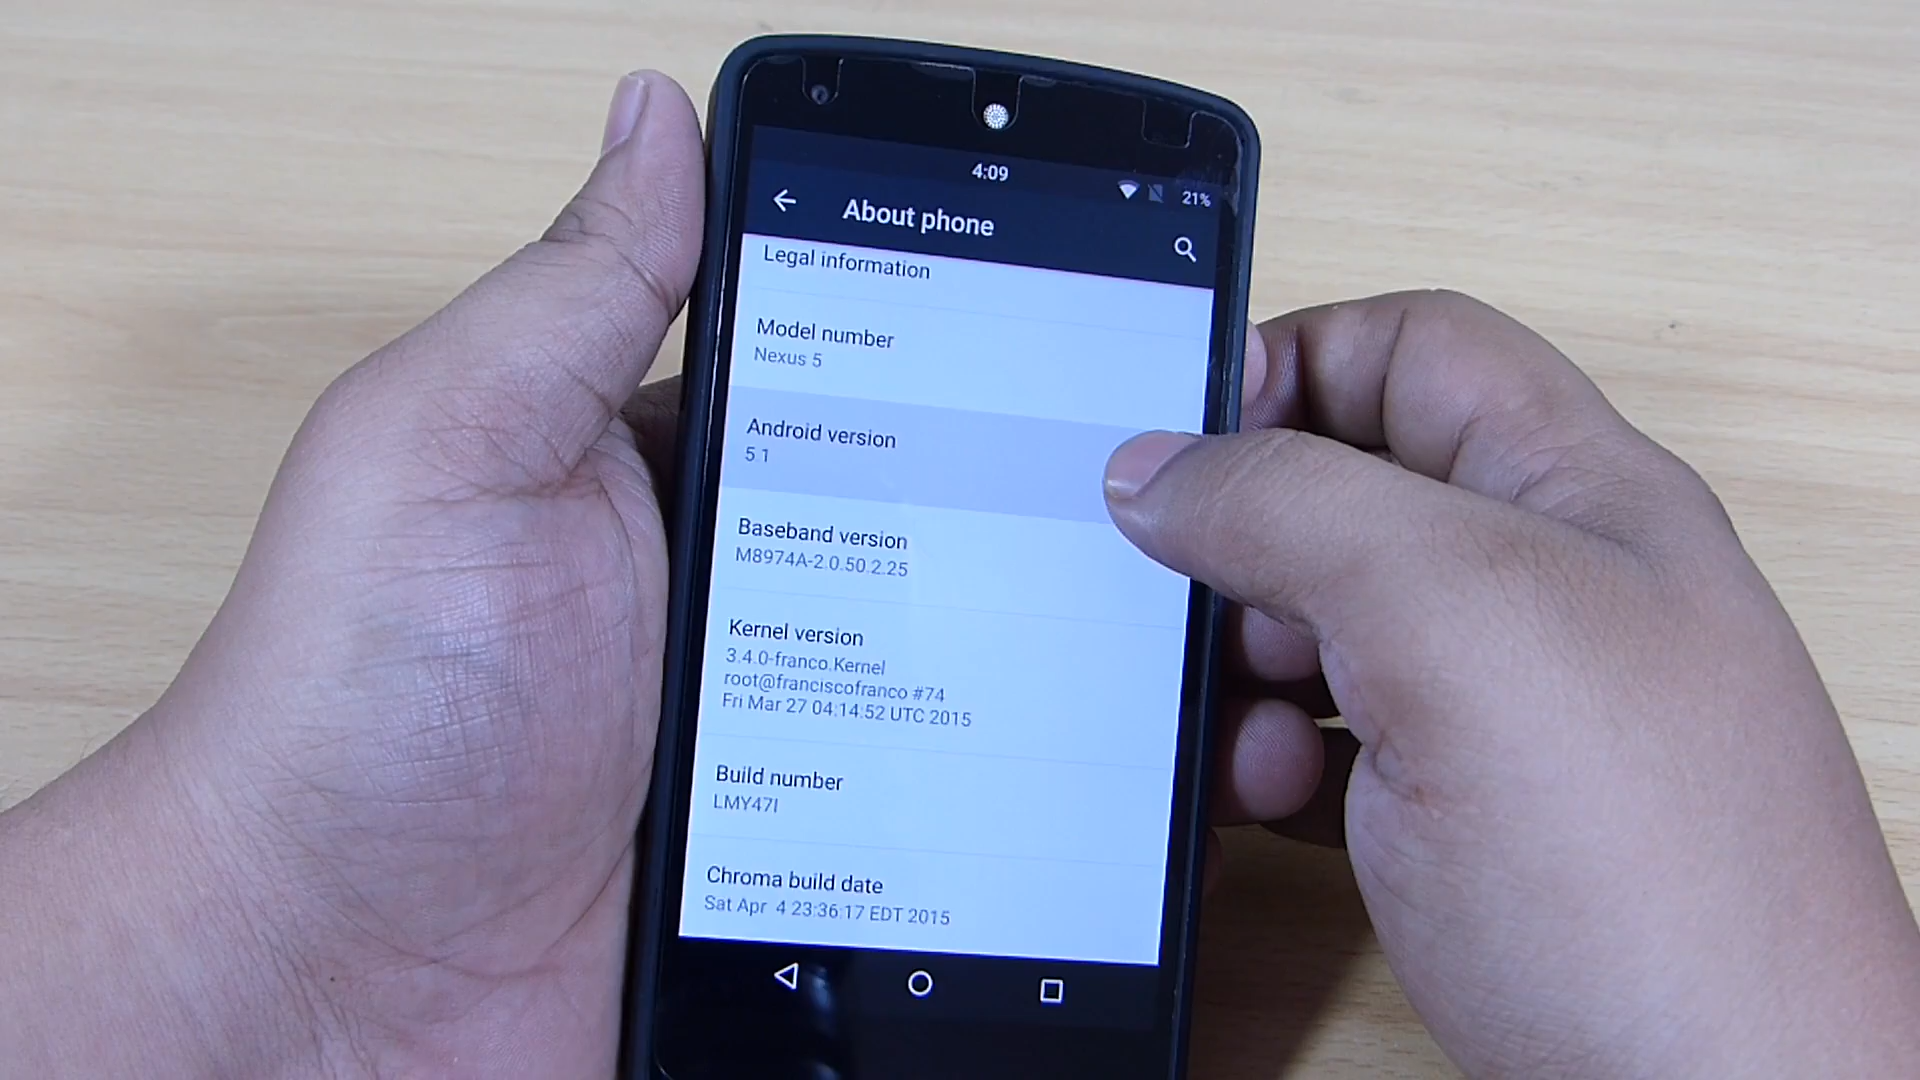 4:09
21%
About phone
Legal information
Model number
Nexus 5
Android version
5.1
Baseband version
M8974A-2.0.50.2.25
Kernel version
3.4.0-franco.Kernel
root@franciscofranco #74
Fri Mar 27 04:14:52 UTC 2015
Build number
LMY47I
Chroma build date
Sat Apr  4 23:36:17 EDT 2015